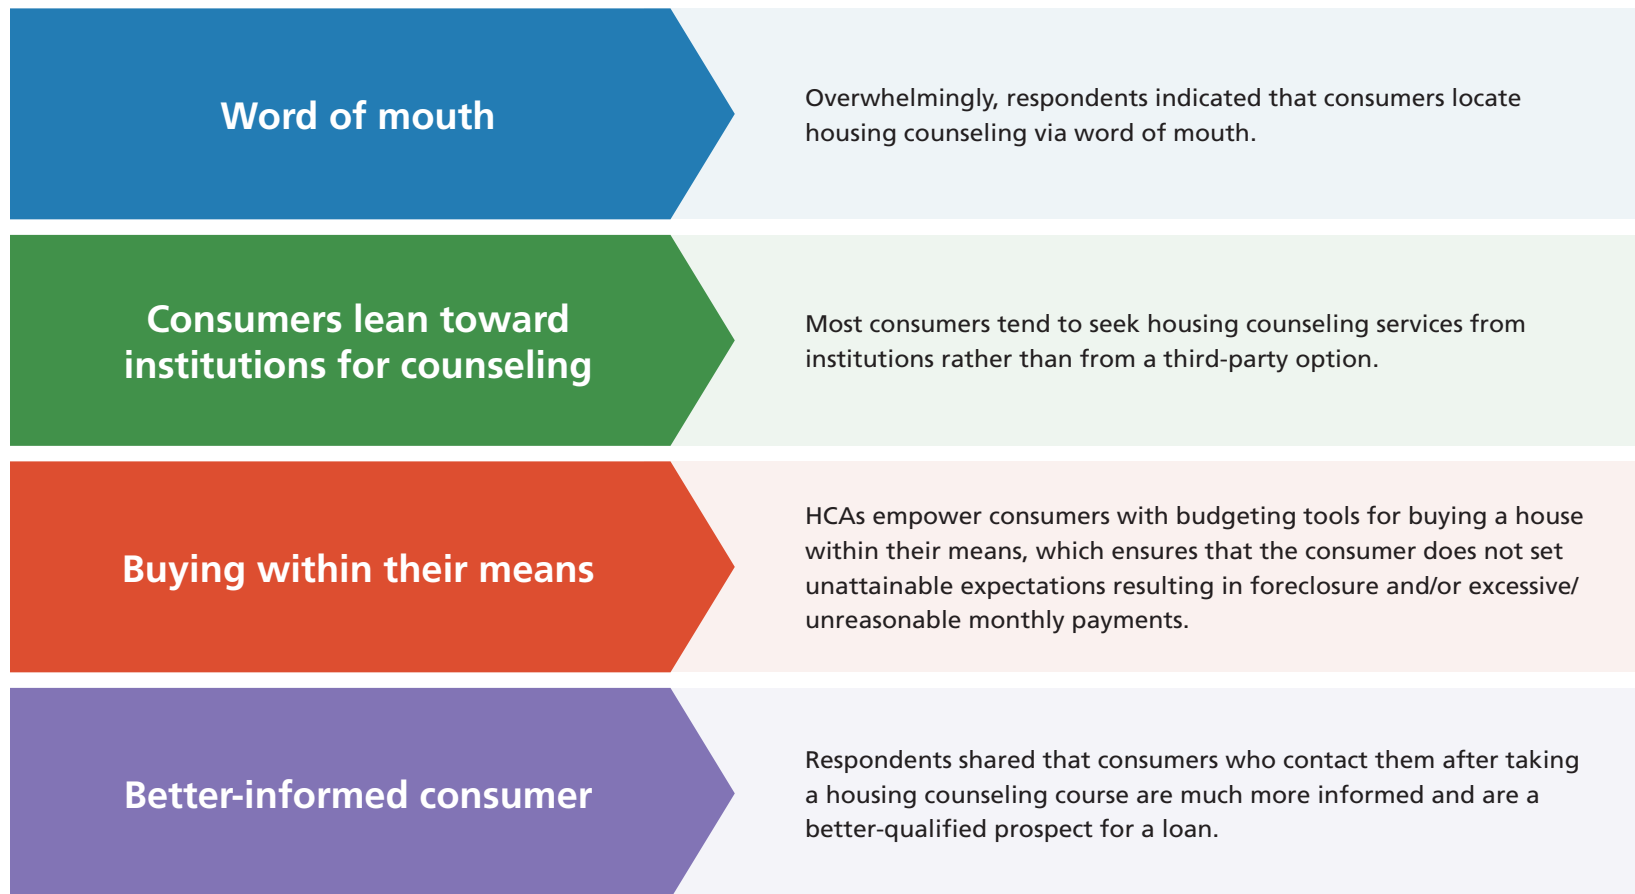 Word of mouth
Overwhelmingly, respondents indicated that consumers locate
housing counseling via word of mouth.
Consumers lean toward
institutions for counseling
Most consumers tend to seek housing counseling services from
institutions rather than from a third-party option.
Buying within their means
HCAs empower consumers with budgeting tools for buying a house
within their means, which ensures that the consumer does not set
unattainable expectations resulting in foreclosure and/or excessive/
unreasonable monthly payments.
Better-informed consumer
Respondents shared that consumers who contact them after taking
a housing counseling course are much more informed and are a
better-qualified prospect for a loan.